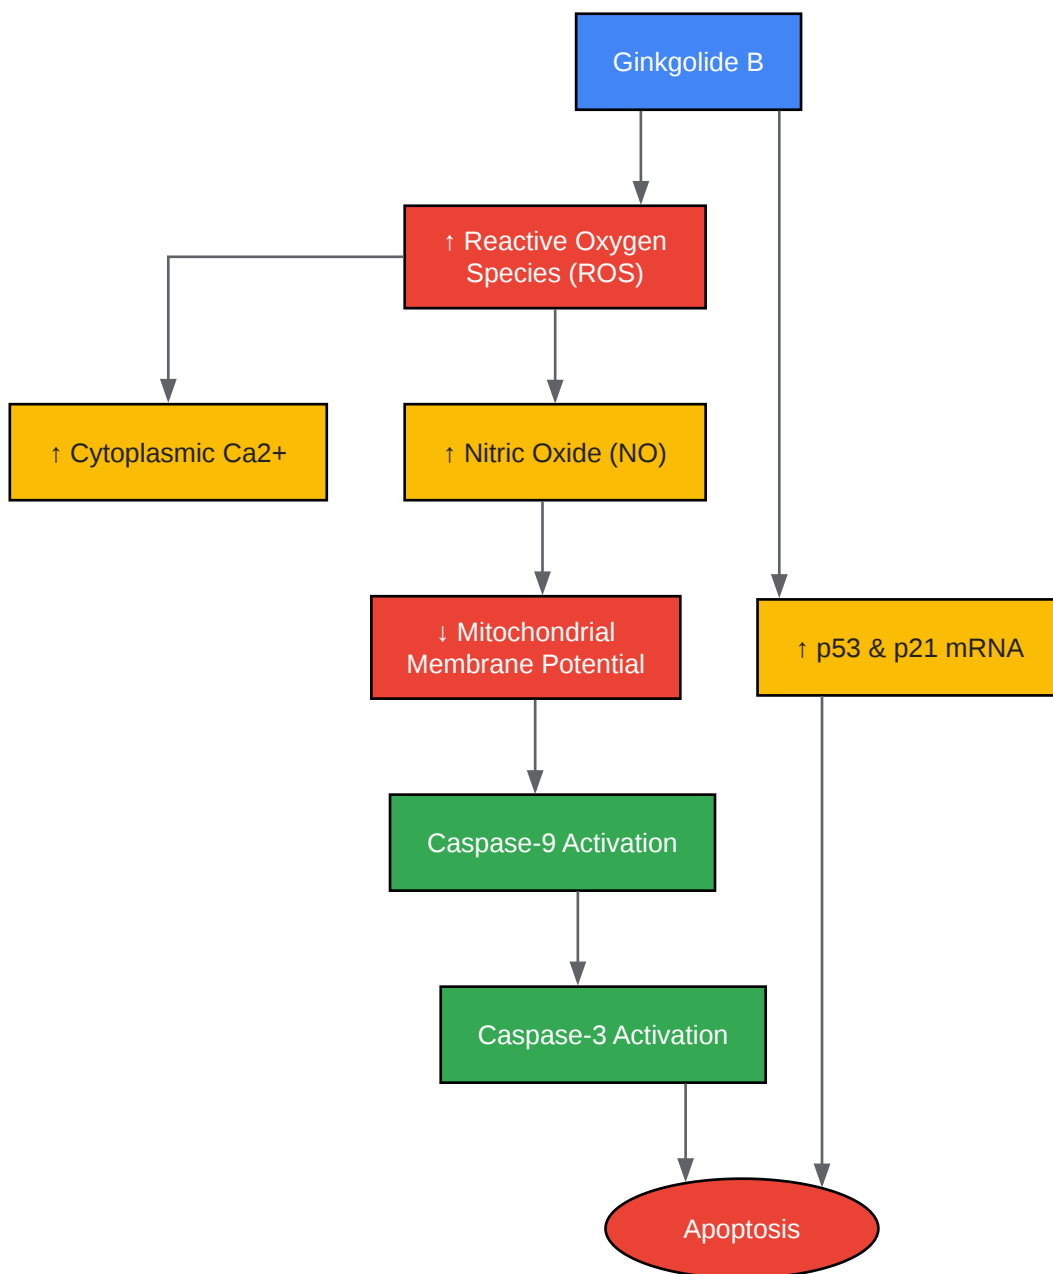 Ginkgolide B
↑ Reactive Oxygen
Species (ROS)
↑ Cytoplasmic Ca2+
↑ Nitric Oxide (NO)
↓ Mitochondrial
Membrane Potential
↑ p53 & p21 mRNA
Caspase-9 Activation
Caspase-3 Activation
Apoptosis